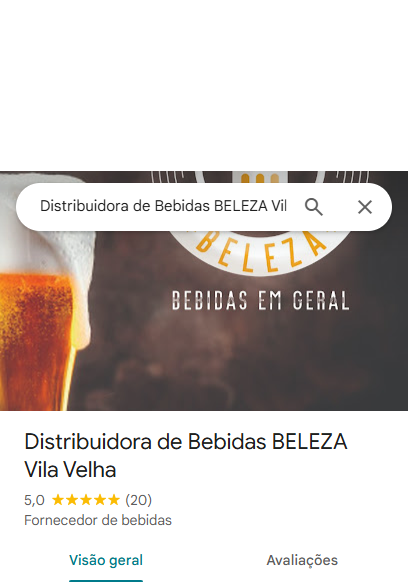 Distribuidora de Bebidas BELEZA Vil
BELEZA
BEBIDAS EM GERAL
Distribuidora de Bebidas BELEZA
Vila Velha
5,0 ★★★★★ (20)
Fornecedor de bebidas
Visão geral
Avaliações